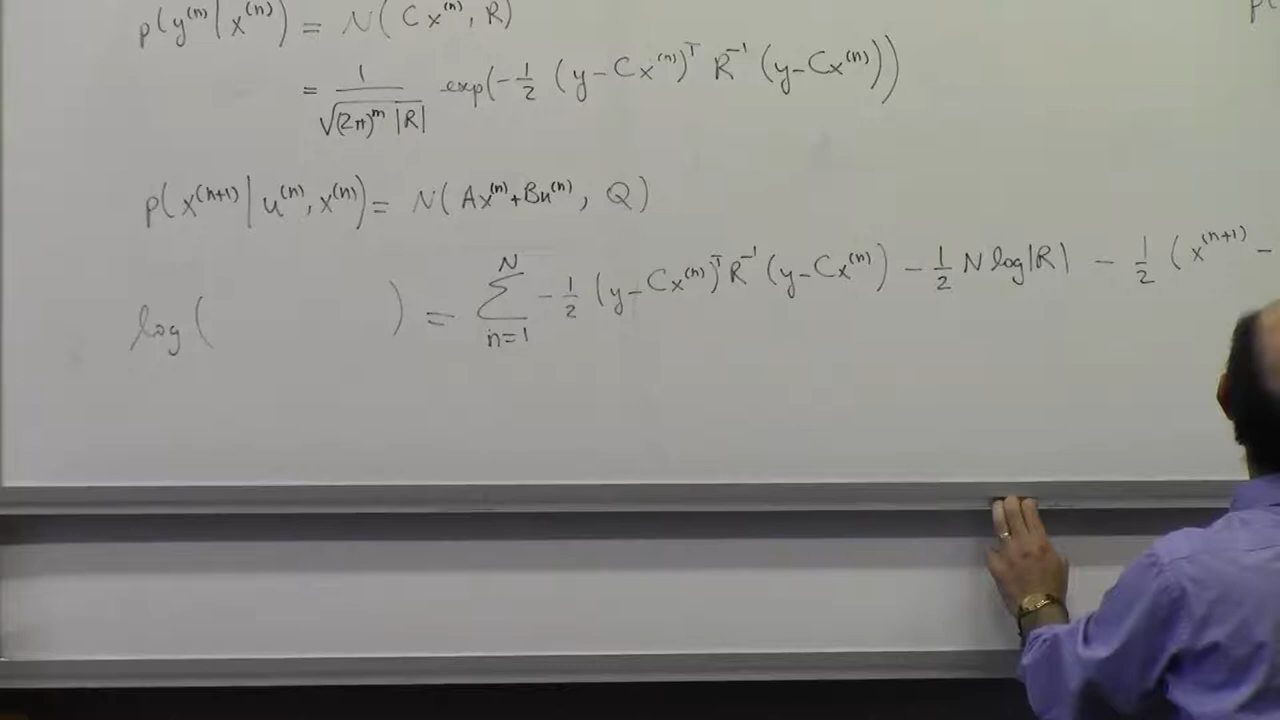 p(
p(y^(n) | x^(n)) = N( Cx^(n), R)
= 1/√((2π)^m |R|) exp(-1/2 (y-Cx^(n))^T R^-1 (y-Cx^(n)))
p(x^(n+1) | u^(n), x^(n)) = N( Ax^(n)+Bu^(n), Q)
log( ) = Σ_{n=1}^N -1/2 (y-Cx^(n))^T R^-1 (y-Cx^(n)) - 1/2 N log|R| - 1/2 (x^(n+1) -